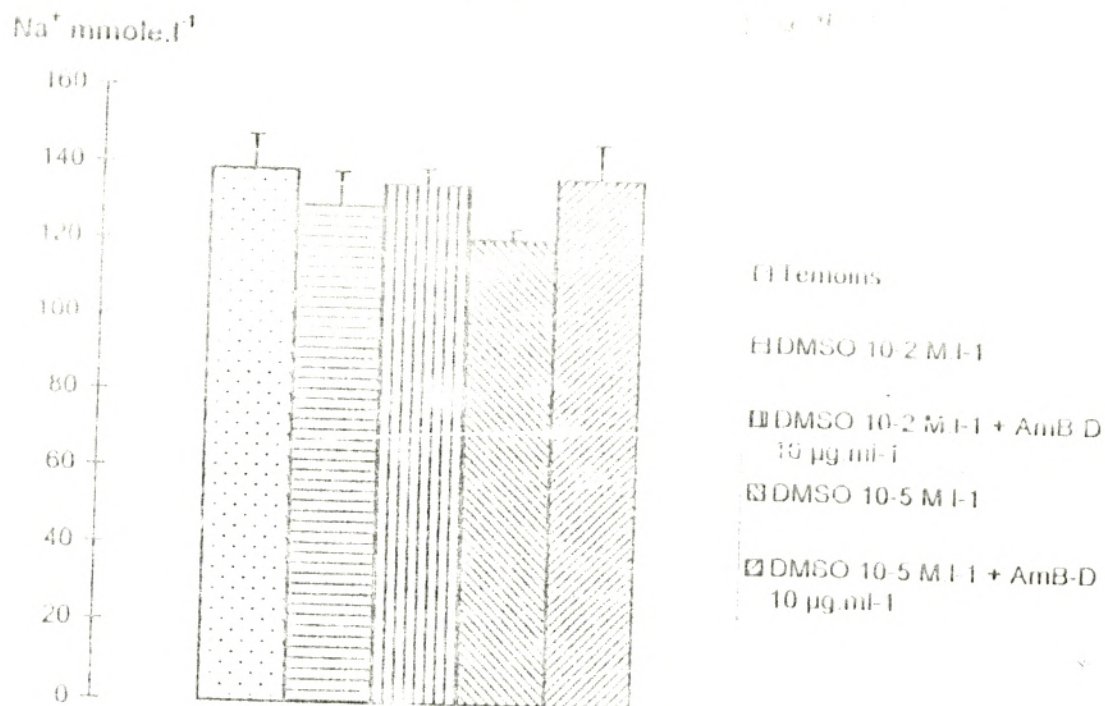 Na⁺ mmole.l⁻¹
160
140
120
100
80
60
40
20
0
Temoins
DMSO 10-2 M l-1
DMSO 10-2 M l-1 + AmB D
10 µg ml-1
DMSO 10-5 M l-1
DMSO 10-5 M l-1 + AmB-D
10 µg.ml-1